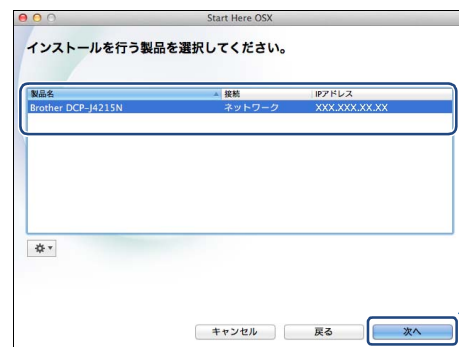 Start Here OSX
インストールを行う製品を選択してください。
製品名 接続 IPアドレス
Brother DCP-J4215N ネットワーク XXX.XXX.XX.XX
キャンセル 戻る 次へ